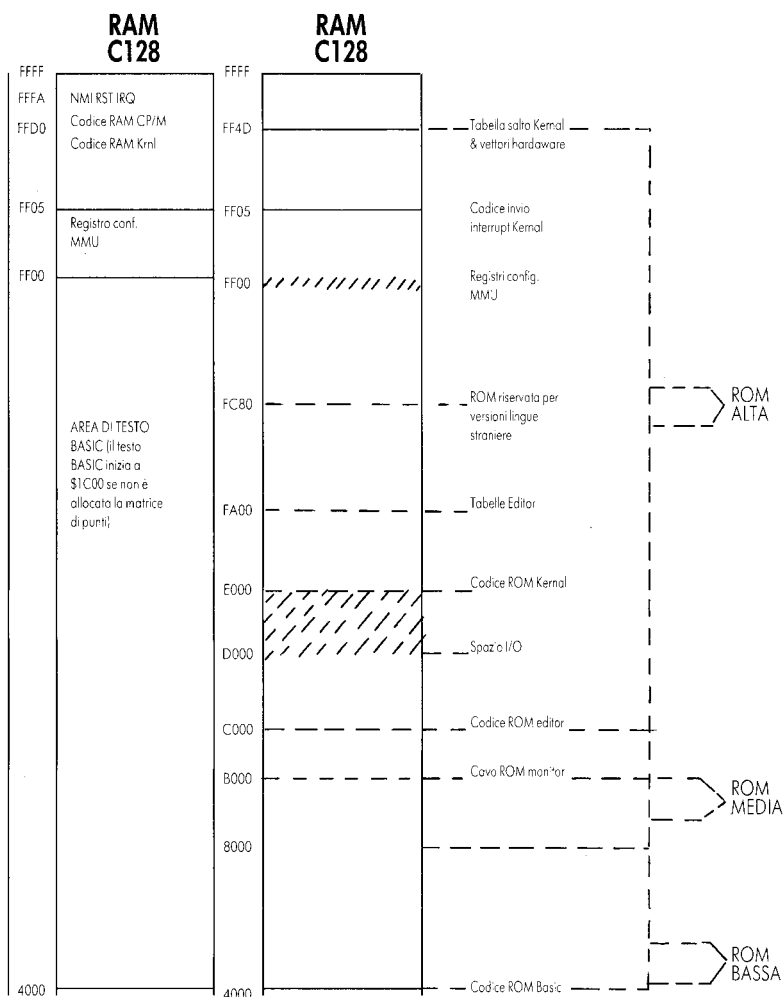 RAM
C128
RAM
C128
FFFF
FFFA
NMI RST IRQ
Codice RAM CP/M
FFD0
Codice RAM Krnl
FF05
Registro conf.
MMU
FF00
AREA DI TESTO
BASIC (il testo
BASIC inizia a
$1C00 se non è
allocata la matrice
di punti)
4000
FFFF
FF4D
Tabella salto Kernal
& vettori hardware
FF05
Codice invio
interrupt Kernal
FF00
Registri config.
MMU
FC80
ROM riservata per
versioni lingue
straniere
FA00
Tabelle Editor
E000
Codice ROM Kernal
D000
Spazio I/O
C000
Codice ROM editor
B000
Cavo ROM monitor
8000
4000
Codice ROM Basic
ROM
ALTA
ROM
MEDIA
ROM
BASSA